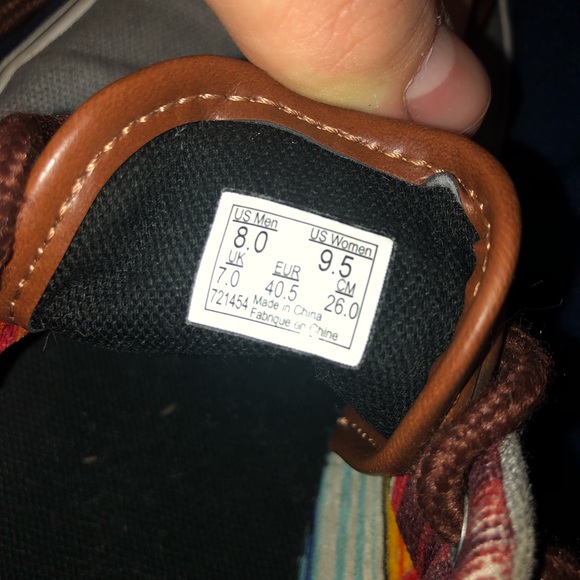 US Men US Women
8.0 9.5
UK EUR CM
7.0 40.5 26.0
721454 Made in China
Fabriqué en Chine